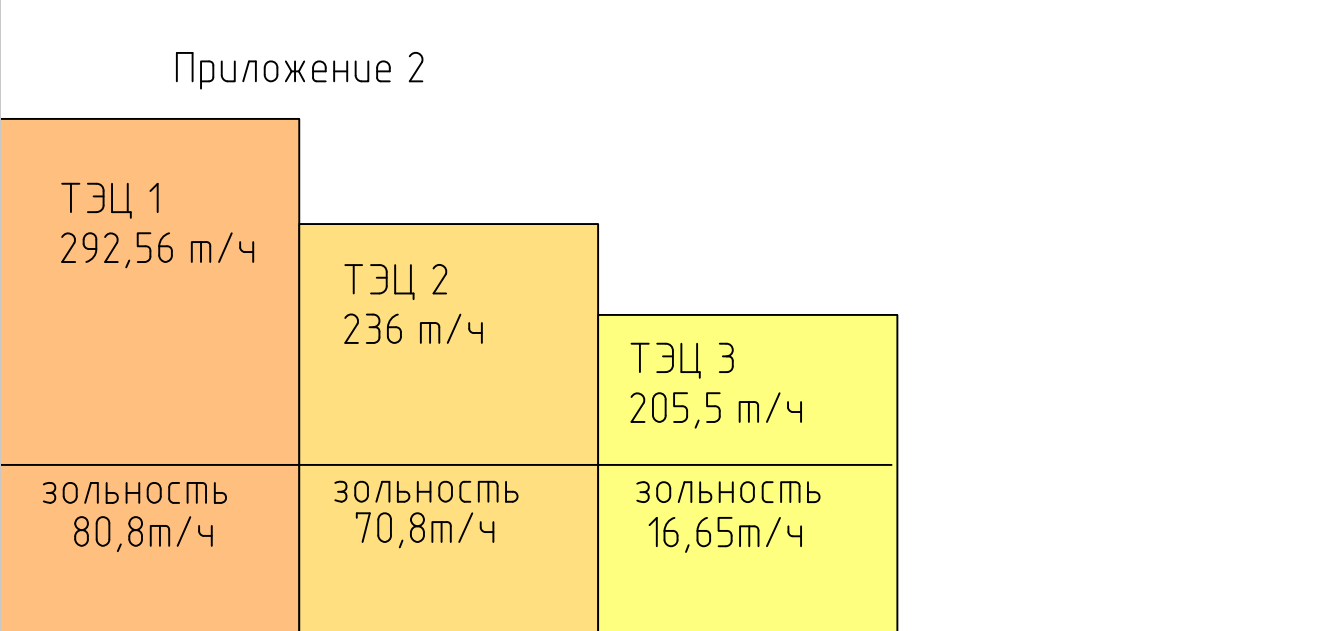 Приложение 2
ТЭЦ 1
292,56 т/ч
ТЭЦ 2
236 т/ч
ТЭЦ 3
205,5 т/ч
зольность
80,8т/ч
зольность
70,8т/ч
зольность
16,65т/ч